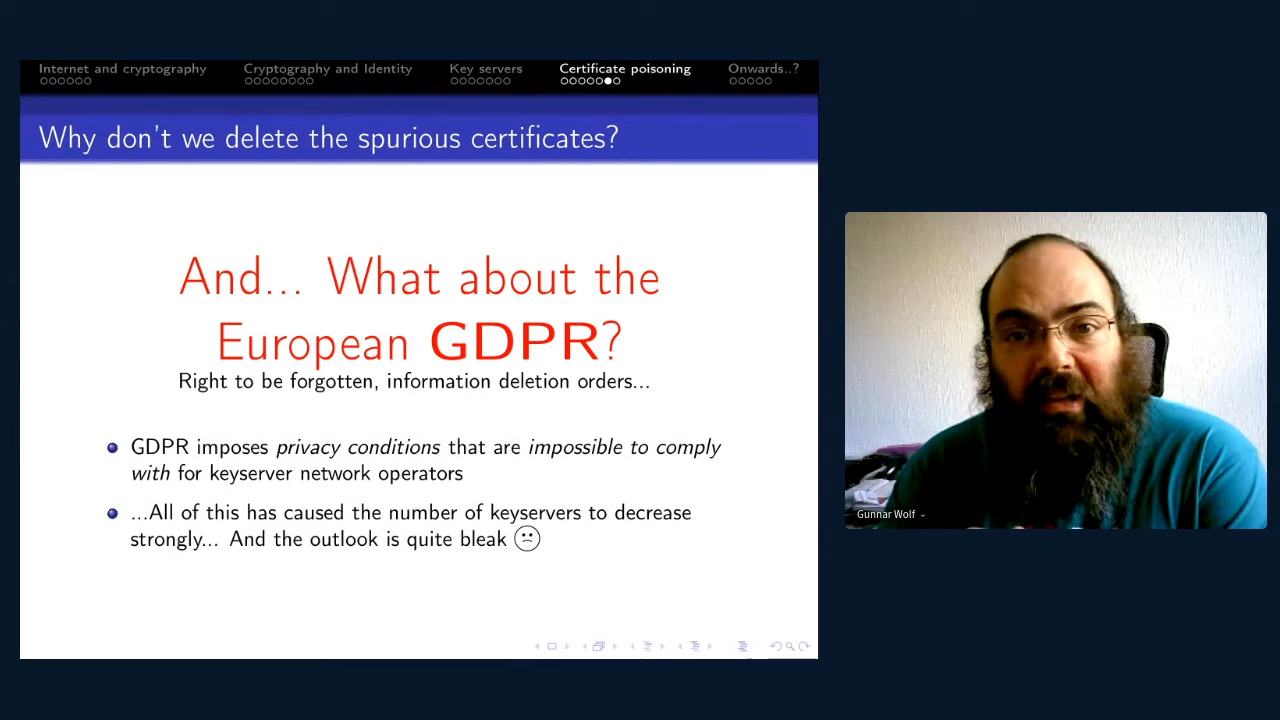 Internet and cryptography Cryptography and Identity Key servers Certificate poisoning Onwards..?
Why don't we delete the spurious certificates?
And... What about the
European GDPR?
Right to be forgotten, information deletion orders...
GDPR imposes privacy conditions that are impossible to comply
with for keyserver network operators
...All of this has caused the number of keyservers to decrease
strongly... And the outlook is quite bleak
Gunnar Wolf